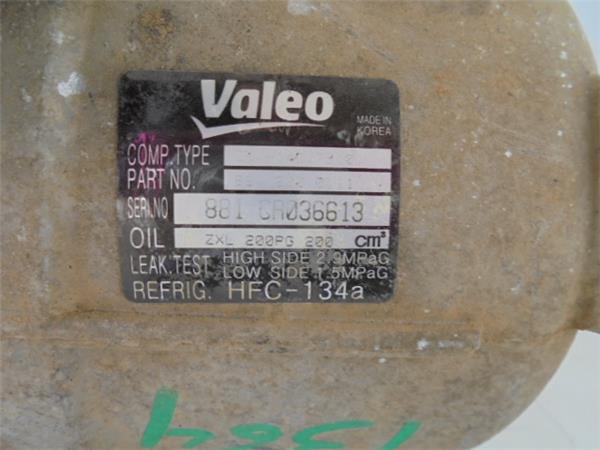 Valeo
MADE IN
KOREA
COMP.TYPE
PART NO.
SERI.NO 881 CA036613
OIL ZXL 200PG 200 cm³
LEAK.TEST HIGH SIDE 2.9MPaG
LOW SIDE 1.5MPaG
REFRIG. HFC-134a